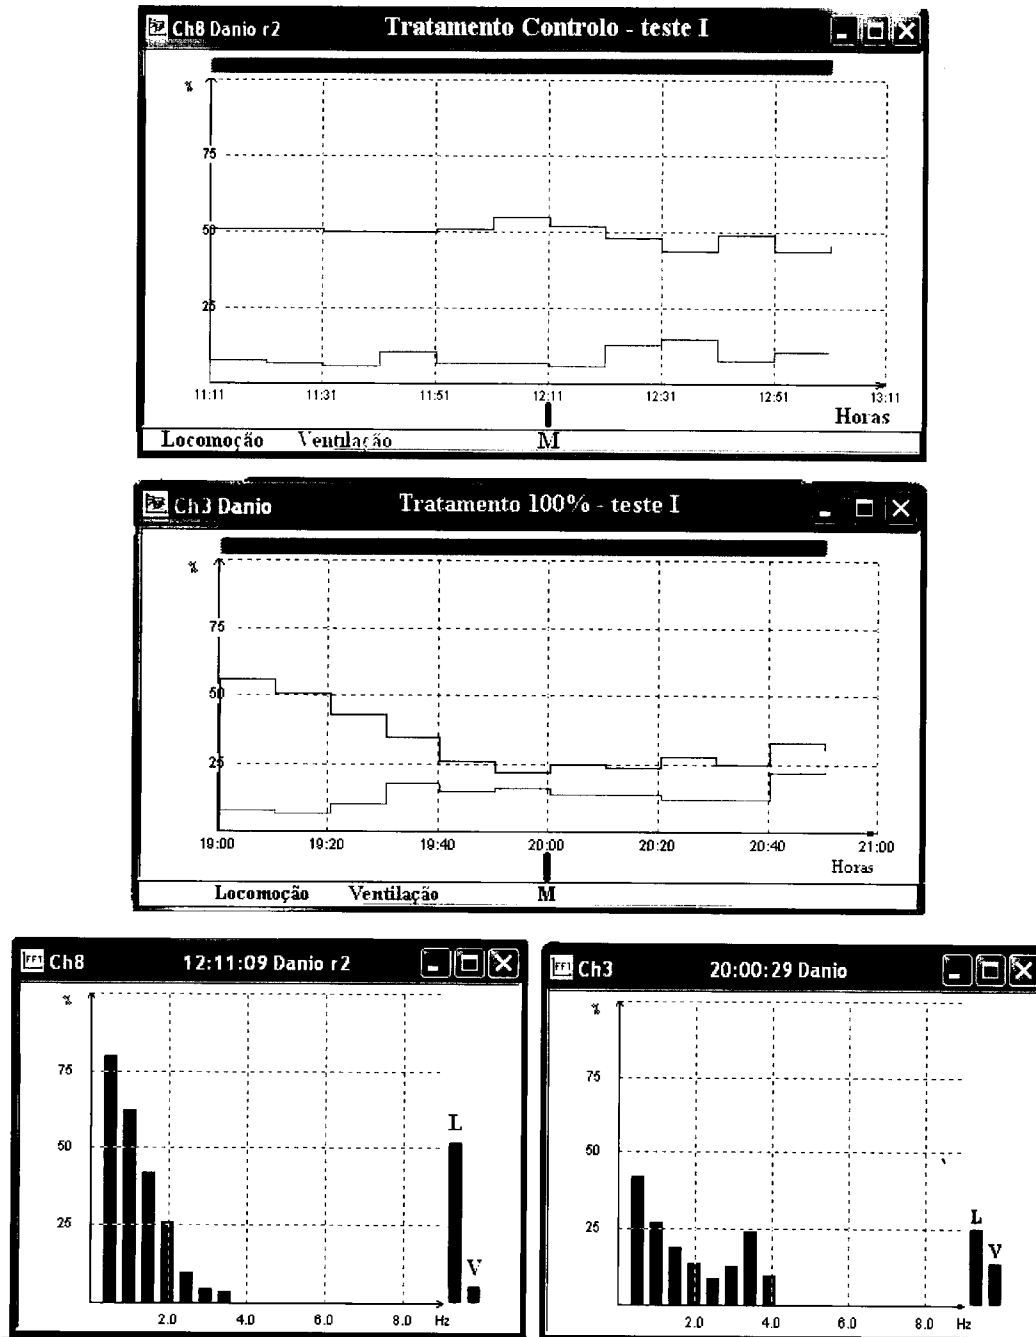 Ch8 Danio r2 Tratamento Controlo - teste I
%
75
50
25
11:11 11:31 11:51 12:11 12:31 12:51 13:11
Horas
Locomoção Ventilação M
Ch3 Danio Tratamento 100% - teste I
%
75
50
25
19:00 19:20 19:40 20:00 20:20 20:40 21:00
Horas
Locomoção Ventilação M
FFT Ch8 12:11:09 Danio r2
%
75
50
25
L
V
2.0 4.0 6.0 8.0 Hz
FFT Ch3 20:00:29 Danio
%
75
50
25
L
V
2.0 4.0 6.0 8.0 Hz